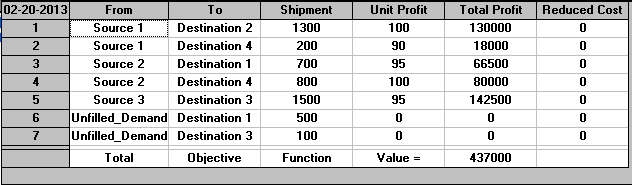 02-20-2013 From To Shipment Unit Profit Total Profit Reduced Cost
1 Source 1 Destination 2 1300 100 130000 0
2 Source 1 Destination 4 200 90 18000 0
3 Source 2 Destination 1 700 95 66500 0
4 Source 2 Destination 4 800 100 80000 0
5 Source 3 Destination 3 1500 95 142500 0
6 Unfilled_Demand Destination 1 500 0 0 0
7 Unfilled_Demand Destination 3 100 0 0 0
Total Objective Function Value = 437000